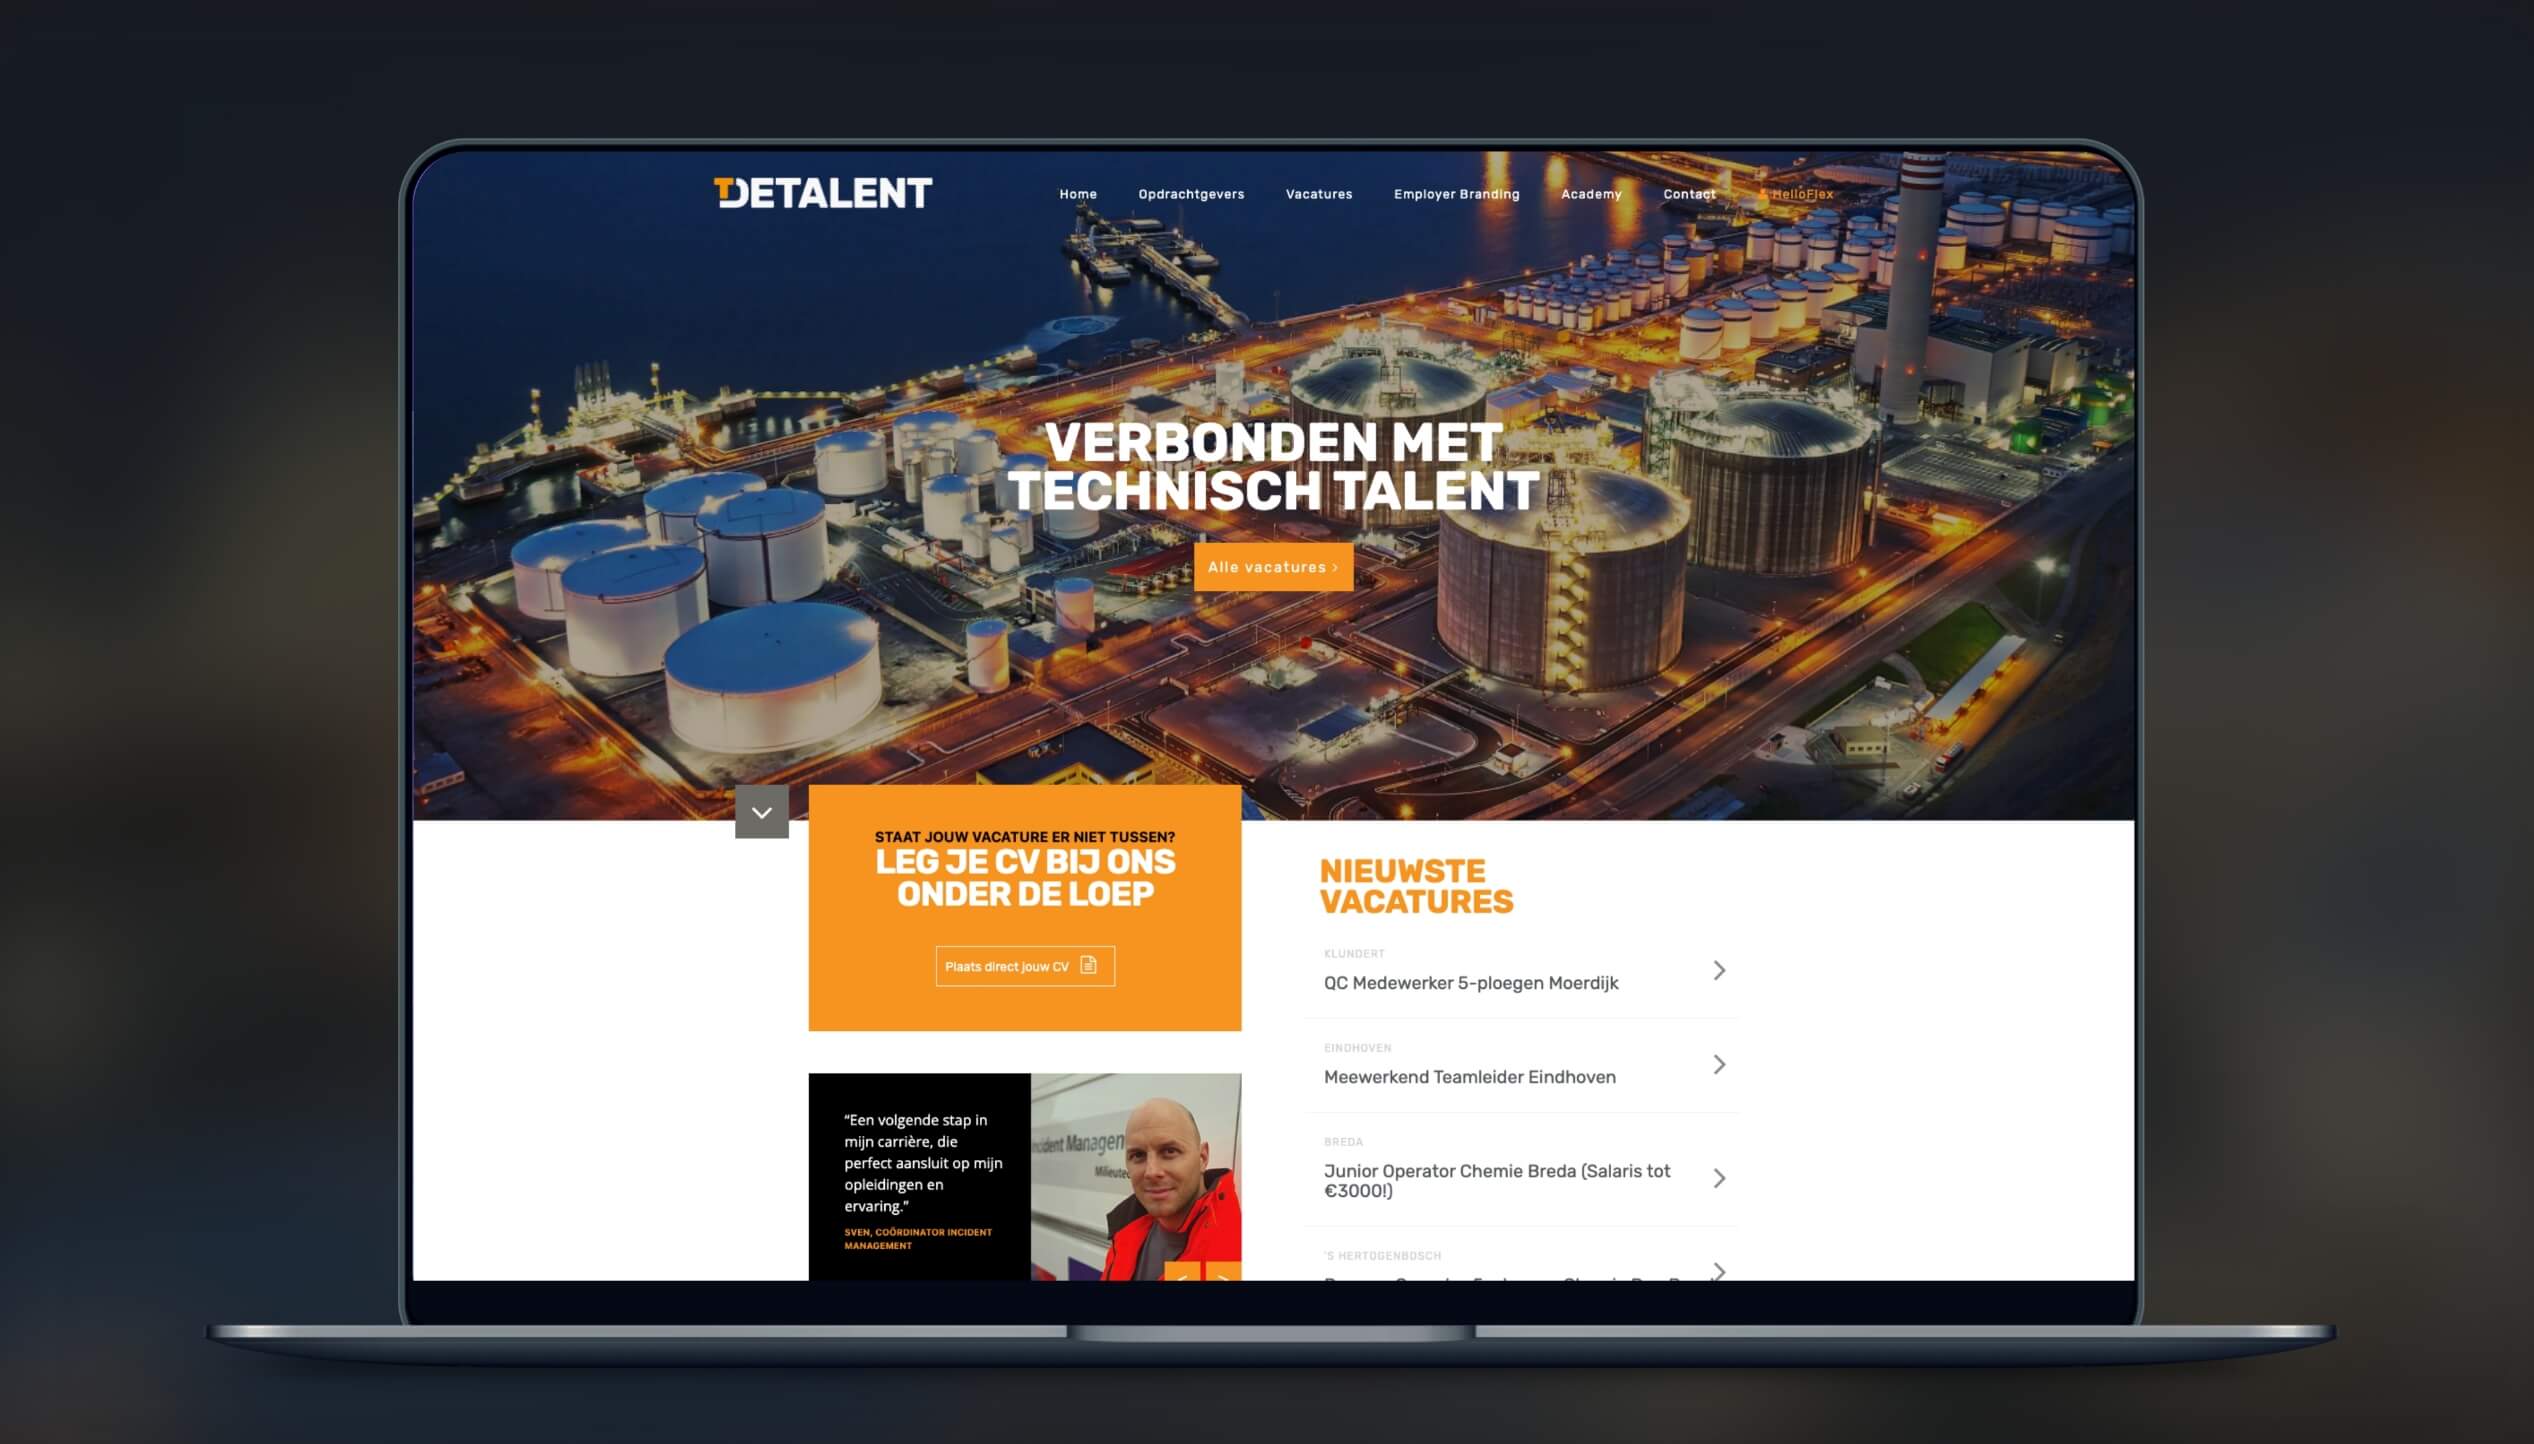 DETALENT
Home Opdrachtgevers Vacatures Employer Branding Academy Contact HelloFlex
VERBONDEN MET
TECHNISCH TALENT
Alle vacatures
STAAT JOUW VACATURE ER NIET TUSSEN?
LEG JE CV BIJ ONS
ONDER DE LOEP
Plaats direct jouw CV
“Een volgende stap in
mijn carrière, die
perfect aansluit op mijn
opleidingen en
ervaring.”
SVEN, COÖRDINATOR INCIDENT
MANAGEMENT
NIEUWSTE
VACATURES
KLUNDERT
QC Medewerker 5-ploegen Moerdijk
EINDHOVEN
Meewerkend Teamleider Eindhoven
BREDA
Junior Operator Chemie Breda (Salaris tot
€3000!)
'S HERTOGENBOSCH